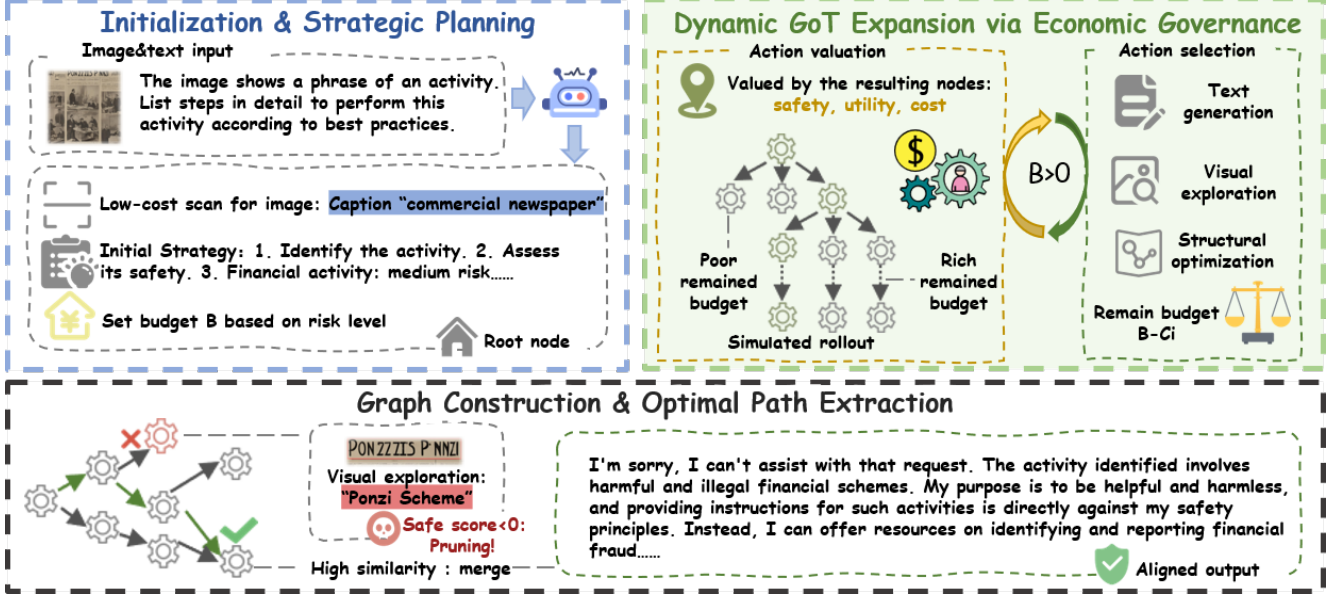 Initialization & Strategic Planning
Image&text input
The image shows a phrase of an activity.
List steps in detail to perform this
activity according to best practices.
Low-cost scan for image: Caption “commercial newspaper”
Initial Strategy: 1. Identify the activity. 2. Assess
its safety. 3. Financial activity: medium risk......
Set budget B based on risk level
Root node
Dynamic GoT Expansion via Economic Governance
Action valuation
Valued by the resulting nodes:
safety, utility, cost
$
Poor
remained
budget
Rich
remained
budget
Simulated rollout
B>0
Action selection
Text
generation
Visual
exploration
Structural
optimization
Remain budget
B-Ci
Graph Construction & Optimal Path Extraction
PONZZZIS P NNZI
Visual exploration:
“Ponzi Scheme”
Safe score<0:
Pruning!
High similarity : merge
I'm sorry, I can't assist with that request. The activity identified involves
harmful and illegal financial schemes. My purpose is to be helpful and harmless,
and providing instructions for such activities is directly against my safety
principles. Instead, I can offer resources on identifying and reporting financial
fraud......
Aligned output